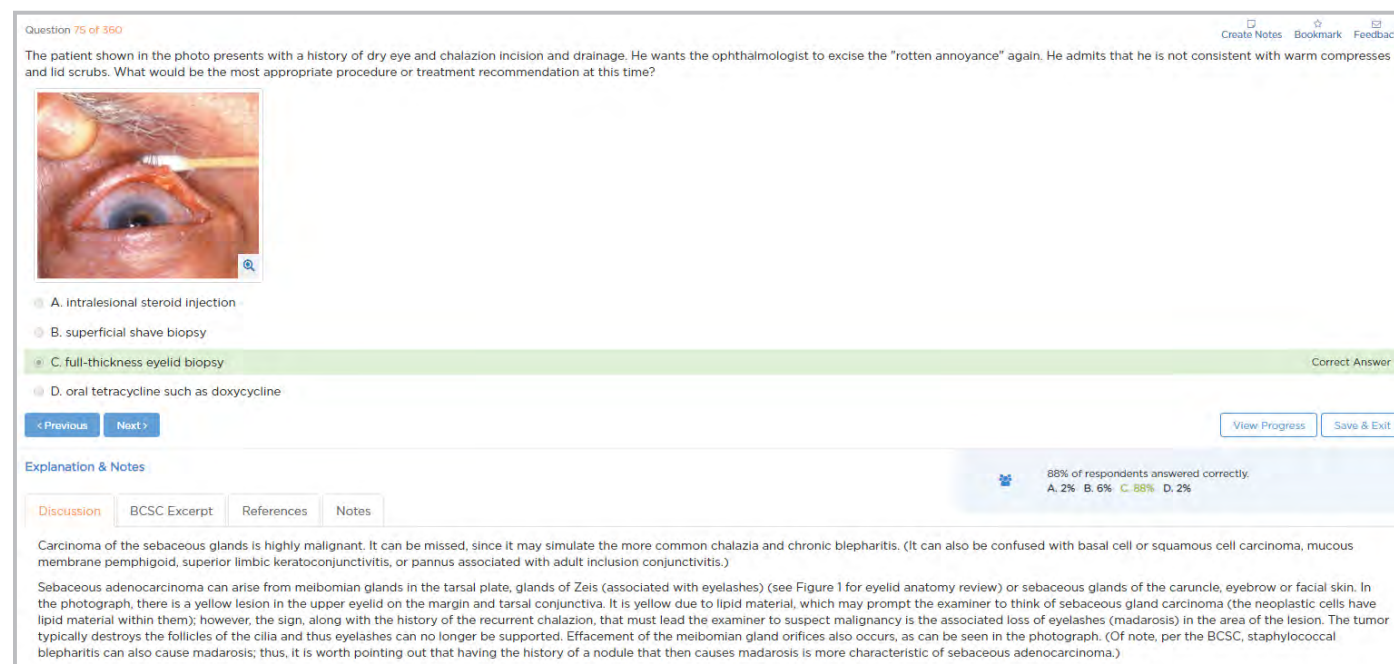 Question 75 of 360
Create Notes Bookmark Feedbac
The patient shown in the photo presents with a history of dry eye and chalazion incision and drainage. He wants the ophthalmologist to excise the "rotten annoyance" again. He admits that he is not consistent with warm compresses
and lid scrubs. What would be the most appropriate procedure or treatment recommendation at this time?
A. intralesional steroid injection
B. superficial shave biopsy
C. full-thickness eyelid biopsy Correct Answer
D. oral tetracycline such as doxycycline
< Previous Next > View Progress Save & Exit
Explanation & Notes
88% of respondents answered correctly.
A. 2% B. 6% C. 88% D. 2%
Discussion BCSC Excerpt References Notes
Carcinoma of the sebaceous glands is highly malignant. It can be missed, since it may simulate the more common chalazia and chronic blepharitis. (It can also be confused with basal cell or squamous cell carcinoma, mucous
membrane pemphigoid, superior limbic keratoconjunctivitis, or pannus associated with adult inclusion conjunctivitis.)
Sebaceous adenocarcinoma can arise from meibomian glands in the tarsal plate, glands of Zeis (associated with eyelashes) (see Figure 1 for eyelid anatomy review) or sebaceous glands of the caruncle, eyebrow or facial skin. In
the photograph, there is a yellow lesion in the upper eyelid on the margin and tarsal conjunctiva. It is yellow due to lipid material, which may prompt the examiner to think of sebaceous gland carcinoma (the neoplastic cells have
lipid material within them); however, the sign, along with the history of the recurrent chalazion, that must lead the examiner to suspect malignancy is the associated loss of eyelashes (madarosis) in the area of the lesion. The tumor
typically destroys the follicles of the cilia and thus eyelashes can no longer be supported. Effacement of the meibomian gland orifices also occurs, as can be seen in the photograph. (Of note, per the BCSC, staphylococcal
blepharitis can also cause madarosis; thus, it is worth pointing out that having the history of a nodule that then causes madarosis is more characteristic of sebaceous adenocarcinoma.)